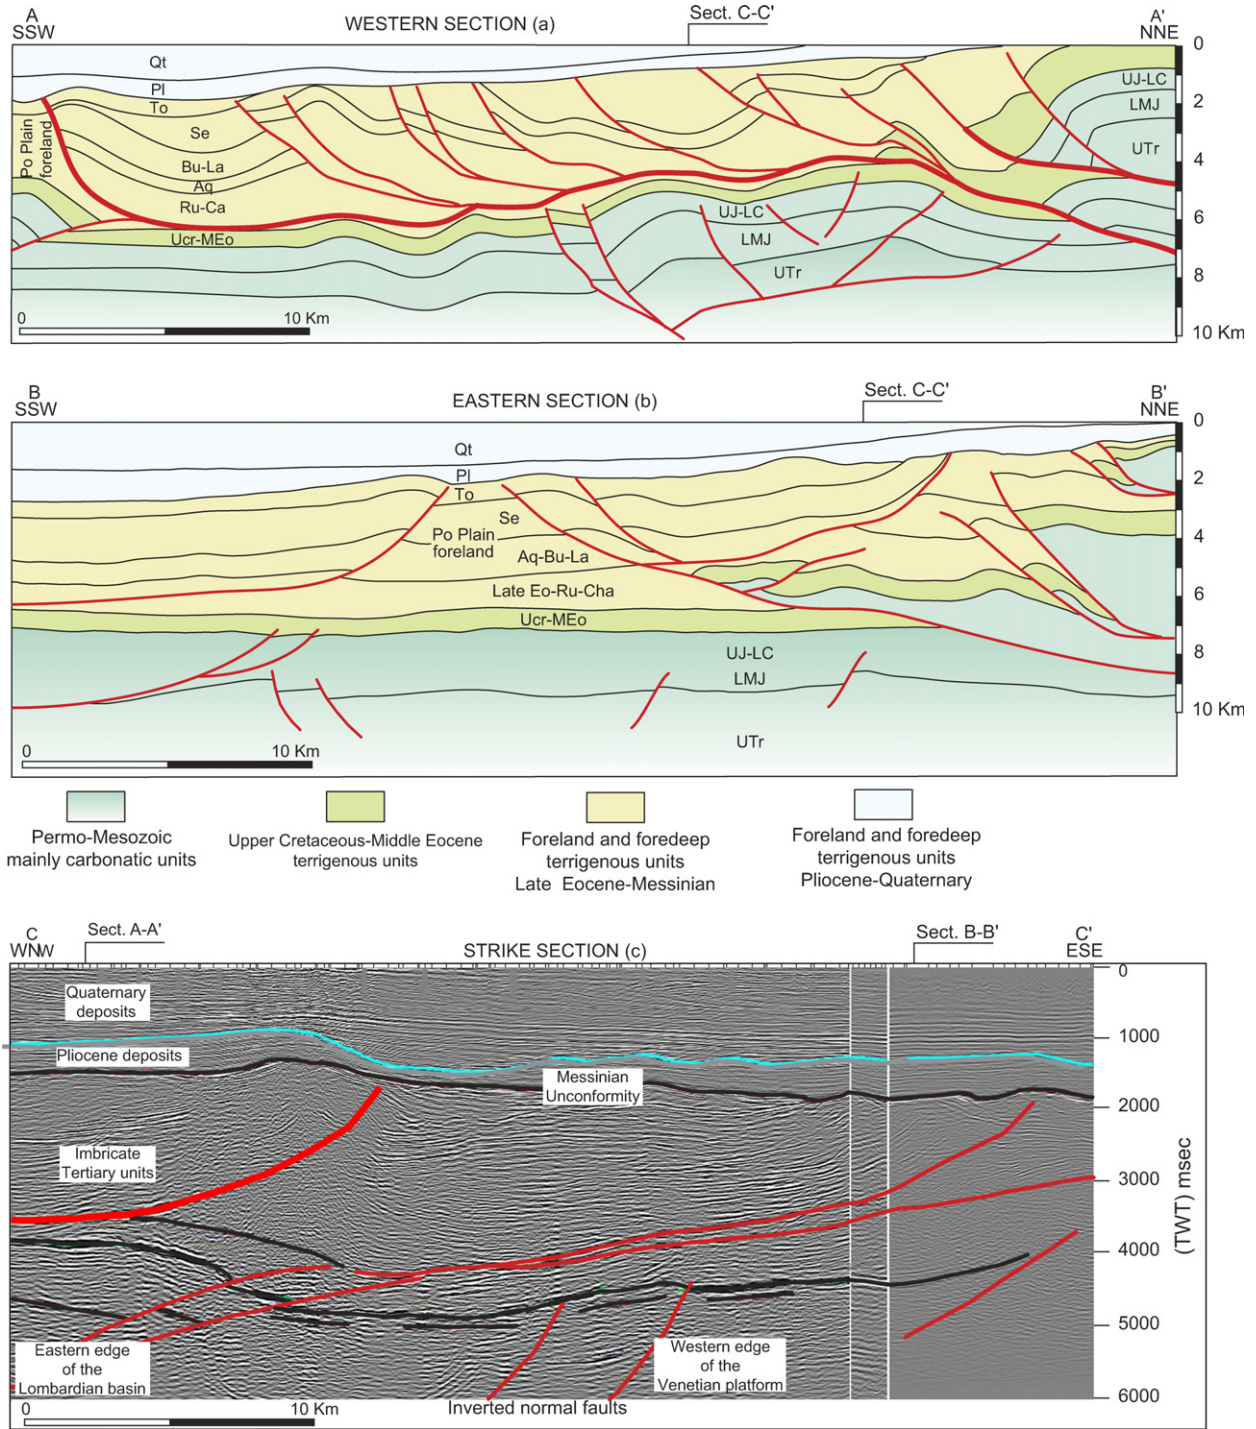 A
SSW
WESTERN SECTION (a)
Sect. C-C'
A'
NNE
0
2
4
6
8
10 Km
Qt
Pl
To
Se
Bu-La
Aq
Ru-Ca
Ucr-MEo
Po Plain
foreland
UJ-LC
LMJ
UTr
UJ-LC
LMJ
UTr
0
10 Km
B
SSW
EASTERN SECTION (b)
Sect. C-C'
B'
NNE
0
2
4
6
8
10 Km
Qt
Pl
To
Se
Po Plain
foreland
Aq-Bu-La
Late Eo-Ru-Cha
Ucr-MEo
UJ-LC
LMJ
UTr
0
10 Km
Permo-Mesozoic
mainly carbonatic units
Upper Cretaceous-Middle Eocene
terrigenous units
Foreland and foredeep
terrigenous units
Late Eocene-Messinian
Foreland and foredeep
terrigenous units
Pliocene-Quaternary
C
WNW
Sect. A-A'
STRIKE SECTION (c)
Sect. B-B'
C'
ESE
0
1000
2000
3000
4000
5000
6000
(TWT) msec
Quaternary
deposits
Pliocene deposits
Messinian
Unconformity
Imbricate
Tertiary units
Eastern edge
of the
Lombardian basin
Western edge
of the
Venetian platform
Inverted normal faults
0
10 Km